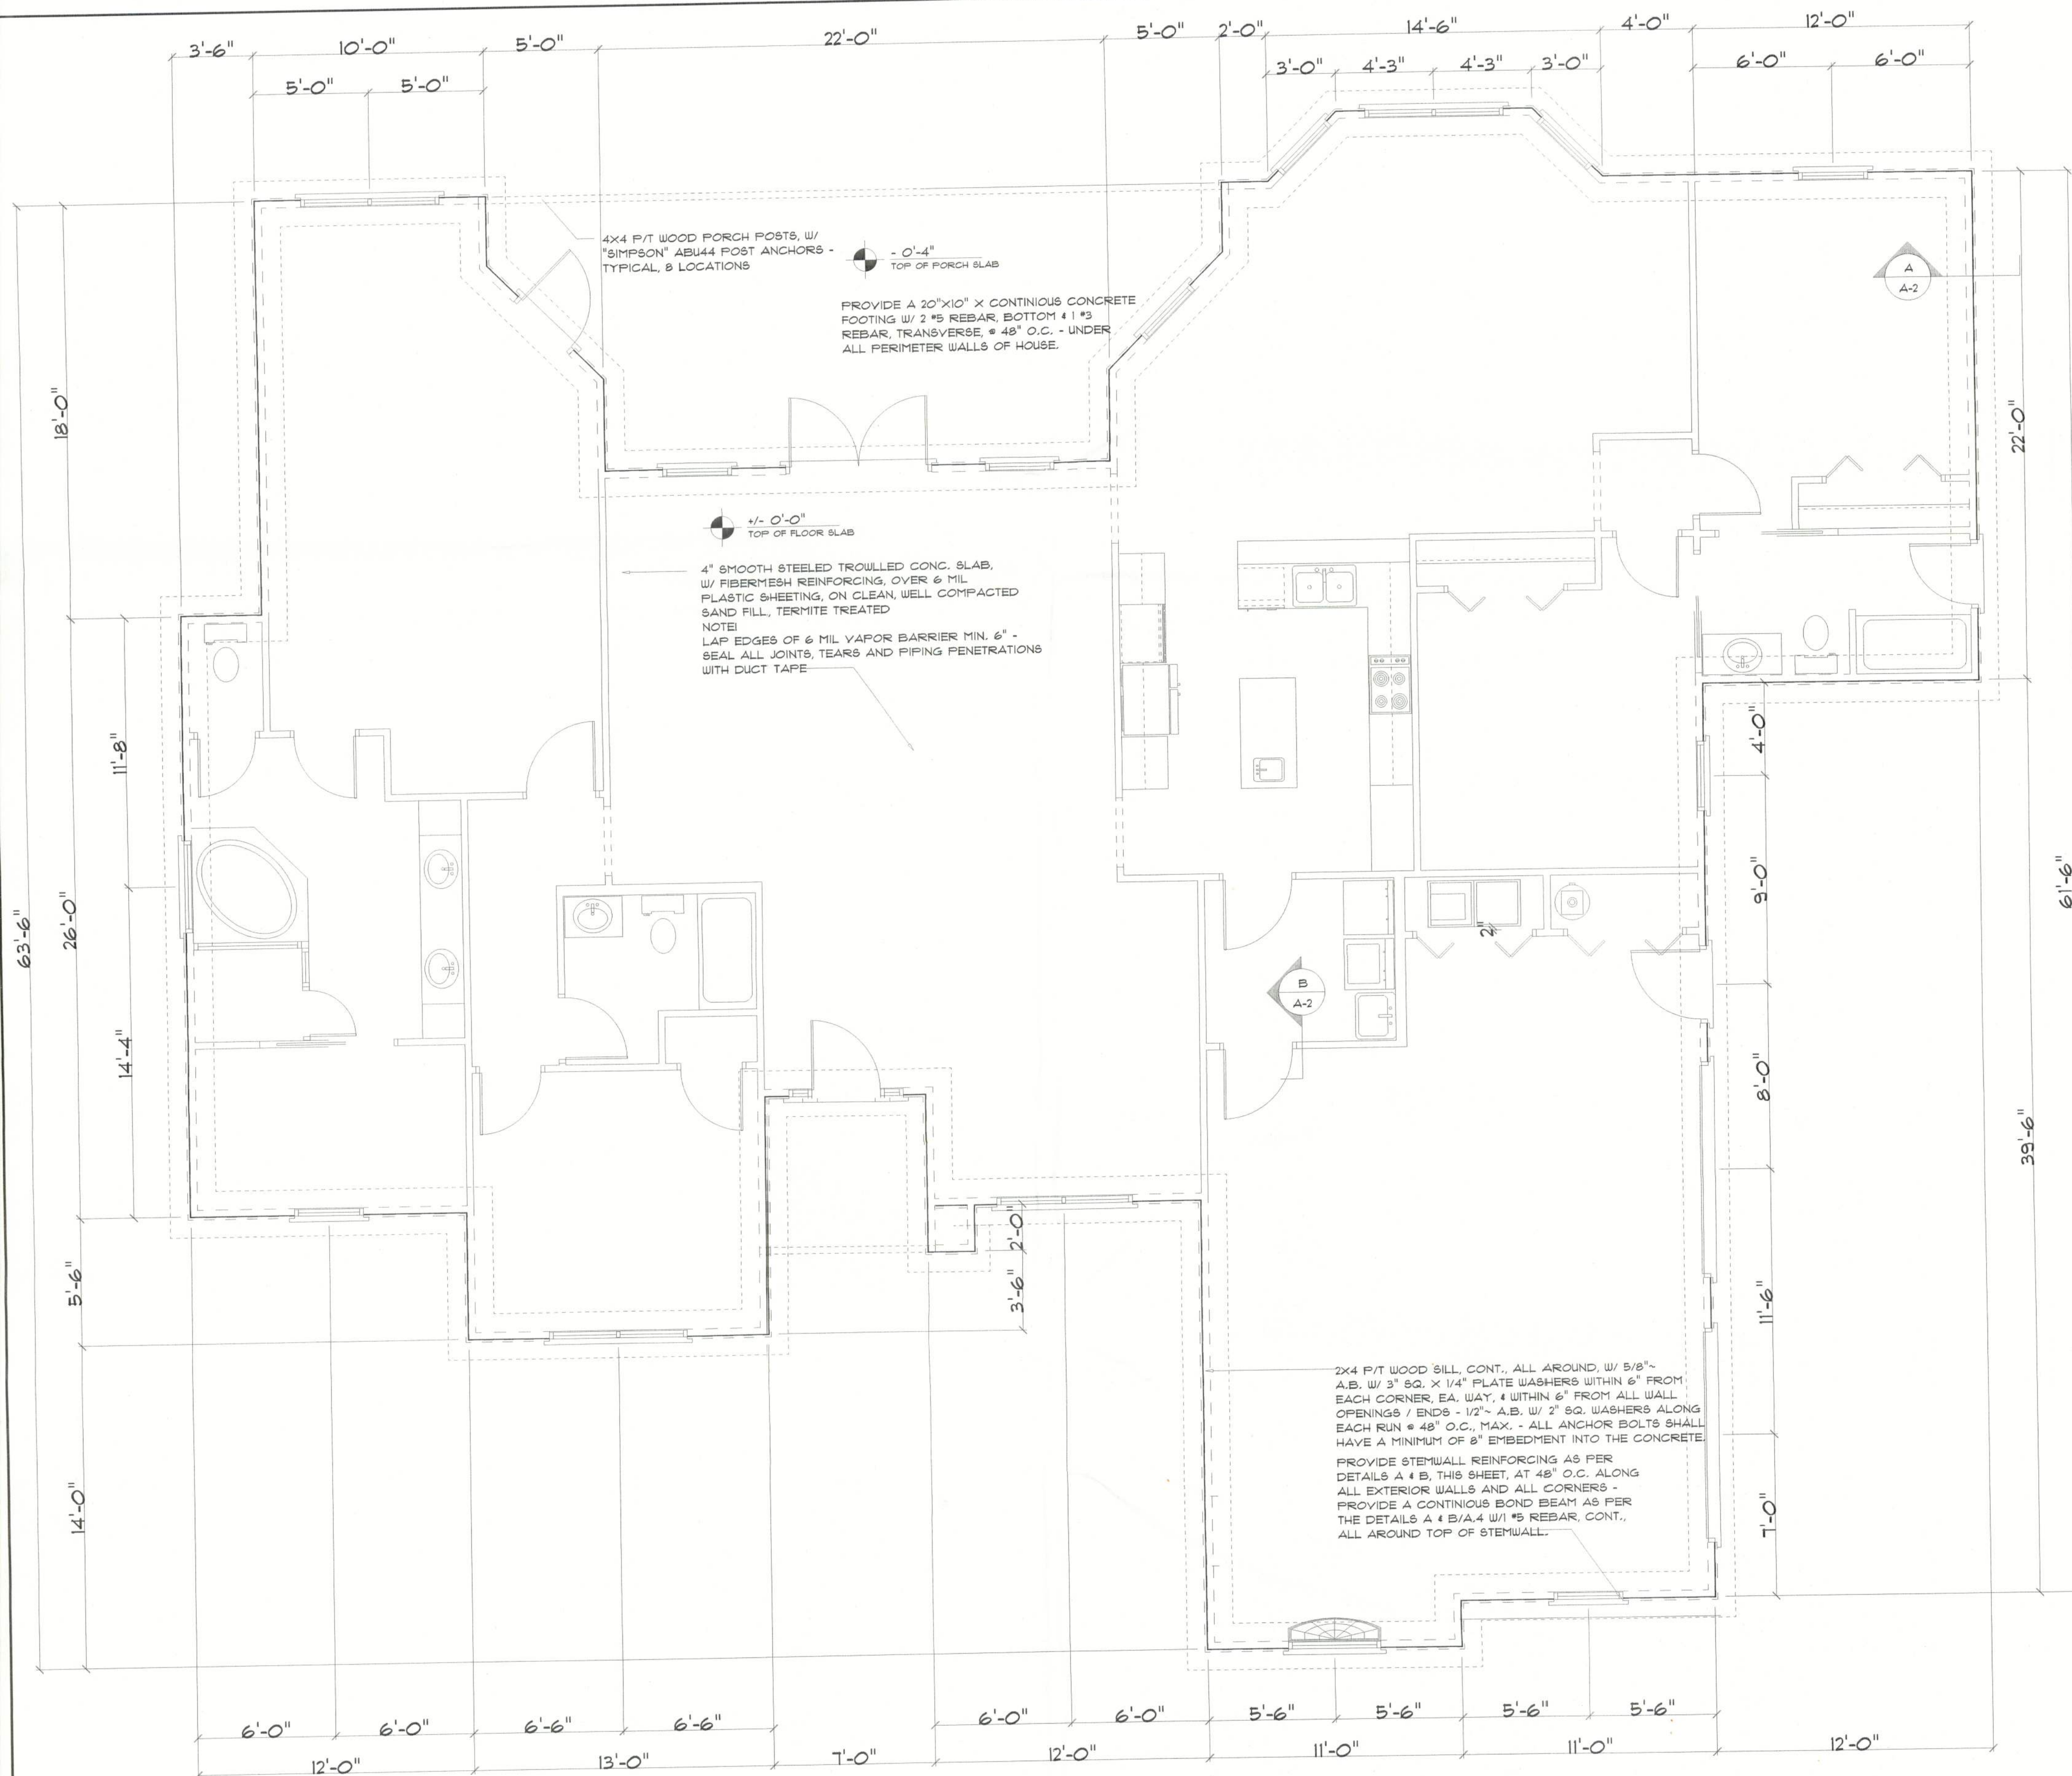 3'-6" 10'-0" 5'-0" 22'-0" 5'-0" 2'-0" 14'-6" 4'-0" 12'-0"
5'-0" 5'-0" 3'-0" 4'-3" 4'-3" 3'-0" 6'-0" 6'-0"
4X4 P/T WOOD PORCH POSTS, W/
"SIMPSON" ABU44 POST ANCHORS -
TYPICAL, 8 LOCATIONS
- 0'-4"
TOP OF PORCH SLAB
PROVIDE A 20"X10" X CONTINIOUS CONCRETE
FOOTING W/ 2 #5 REBAR, BOTTOM & 1 #3
REBAR, TRANSVERSE, @ 48" O.C. - UNDER
ALL PERIMETER WALLS OF HOUSE.
A
A-2
18'-0"
22'-0"
+/- 0'-0"
TOP OF FLOOR SLAB
4" SMOOTH STEELED TROWLLED CONC. SLAB,
W/ FIBERMESH REINFORCING, OVER 6 MIL
PLASTIC SHEETING, ON CLEAN, WELL COMPACTED
SAND FILL, TERMITE TREATED
NOTE:
LAP EDGES OF 6 MIL VAPOR BARRIER MIN. 6" -
SEAL ALL JOINTS, TEARS AND PIPING PENETRATIONS
WITH DUCT TAPE
11'-8"
4'-0"
63'-6"
26'-0"
9'-0"
61'-6"
2"
B
A-2
14'-4"
8'-0"
39'-6"
2'-0"
5'-6"
3'-6"
11'-6"
2X4 P/T WOOD SILL, CONT., ALL AROUND, W/ 5/8"~
A.B. W/ 3" SQ. X 1/4" PLATE WASHERS WITHIN 6" FROM
EACH CORNER, EA. WAY, & WITHIN 6" FROM ALL WALL
OPENINGS / ENDS - 1/2"~ A.B. W/ 2" SQ. WASHERS ALONG
EACH RUN @ 48" O.C., MAX. - ALL ANCHOR BOLTS SHALL
HAVE A MINIMUM OF 8" EMBEDMENT INTO THE CONCRETE.
PROVIDE STEMWALL REINFORCING AS PER
DETAILS A & B, THIS SHEET, AT 48" O.C. ALONG
ALL EXTERIOR WALLS AND ALL CORNERS -
PROVIDE A CONTINIOUS BOND BEAM AS PER
THE DETAILS A & B/A.4 W/1 #5 REBAR, CONT.,
ALL AROUND TOP OF STEMWALL.
14'-0"
7'-0"
6'-0" 6'-0" 6'-6" 6'-6" 6'-0" 6'-0" 5'-6" 5'-6" 5'-6" 5'-6"
12'-0" 13'-0" 7'-0" 12'-0" 11'-0" 11'-0" 12'-0"